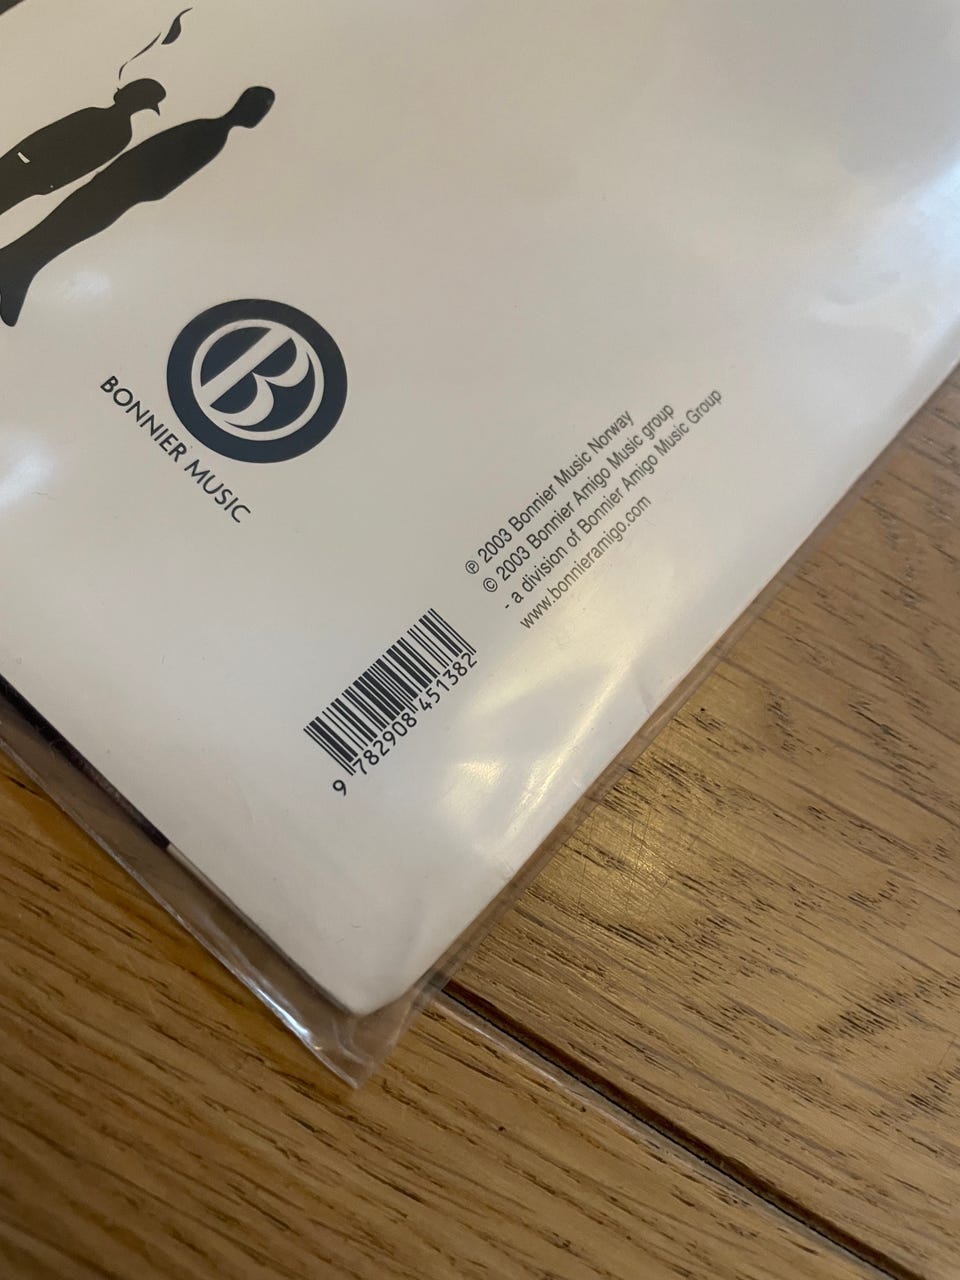 B
BONNIER MUSIC
℗ 2003 Bonnier Music Norway
© 2003 Bonnier Amigo Music group
- a division of Bonnier Amigo Music Group
www.bonnieramigo.com
9 782908 451382